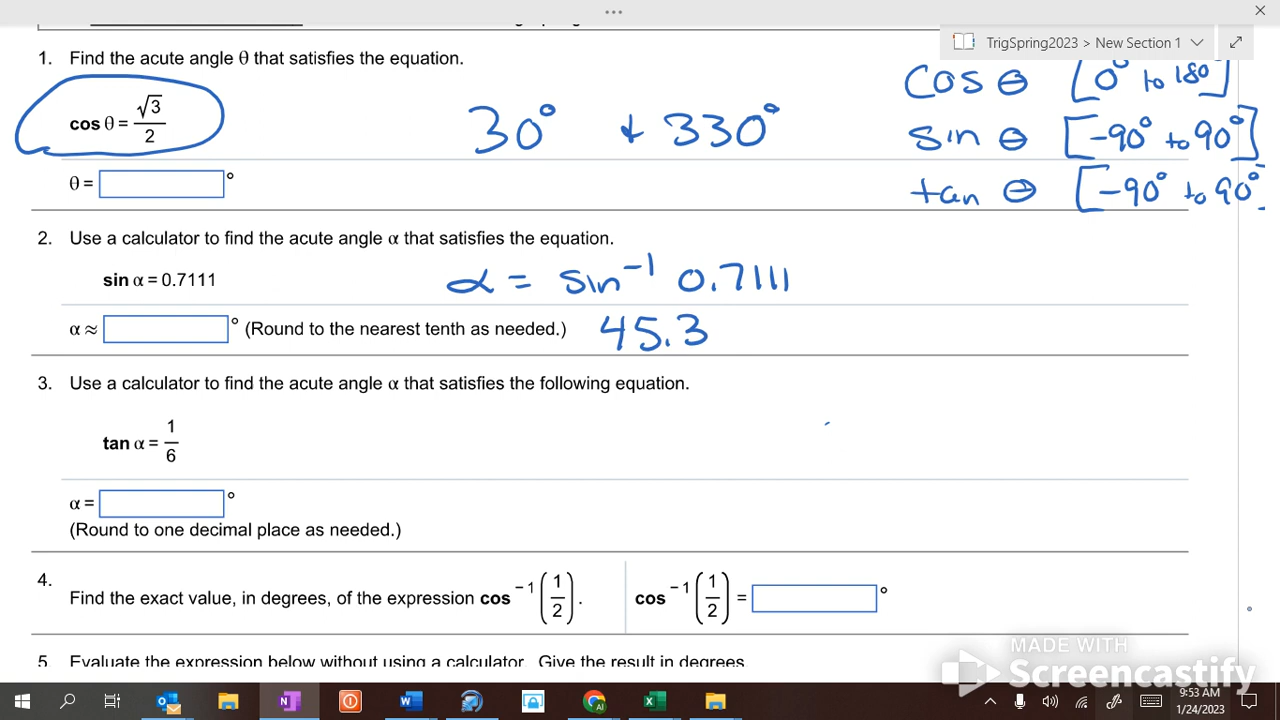 TrigSpring2023 > New Section 1
1. Find the acute angle θ that satisfies the equation.
cos θ = √3/2
30° & 330°
cos θ [0° to 180°]
sin θ [-90° to 90°]
θ = °
tan θ [-90° to 90°]
2. Use a calculator to find the acute angle α that satisfies the equation.
sin α = 0.7111
α = sin⁻¹ 0.7111
α ≈ ° (Round to the nearest tenth as needed.) 45.3
3. Use a calculator to find the acute angle α that satisfies the following equation.
tan α = 1/6
α = °
(Round to one decimal place as needed.)
4.
Find the exact value, in degrees, of the expression cos⁻¹(1/2).
cos⁻¹(1/2) = °
5 Evaluate the expression below without using a calculator. Give the result in degrees
MADE WITH
Screencastify
9:53 AM
1/24/2023